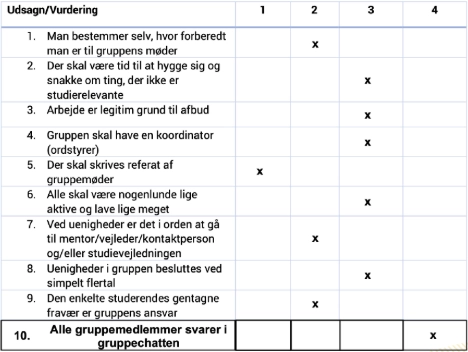 Udsagn/Vurdering 1 2 3 4
1. Man bestemmer selv, hvor forberedt
man er til gruppens møder x
2. Der skal være tid til at hygge sig og
snakke om ting, der ikke er x
studierelevante
3. Arbejde er legitim grund til afbud x
4. Gruppen skal have en koordinator
(ordstyrer) x
5. Der skal skrives referat af
gruppemøder x
6. Alle skal være nogenlunde lige
aktive og lave lige meget x
7. Ved uenigheder er det i orden at gå
til mentor/vejleder/kontaktperson x
og/eller studievejledningen
8. Uenigheder i gruppen besluttes ved
simpelt flertal x
9. Den enkelte studerendes gentagne
fravær er gruppens ansvar x
10. Alle gruppemedlemmer svarer i
gruppechatten x